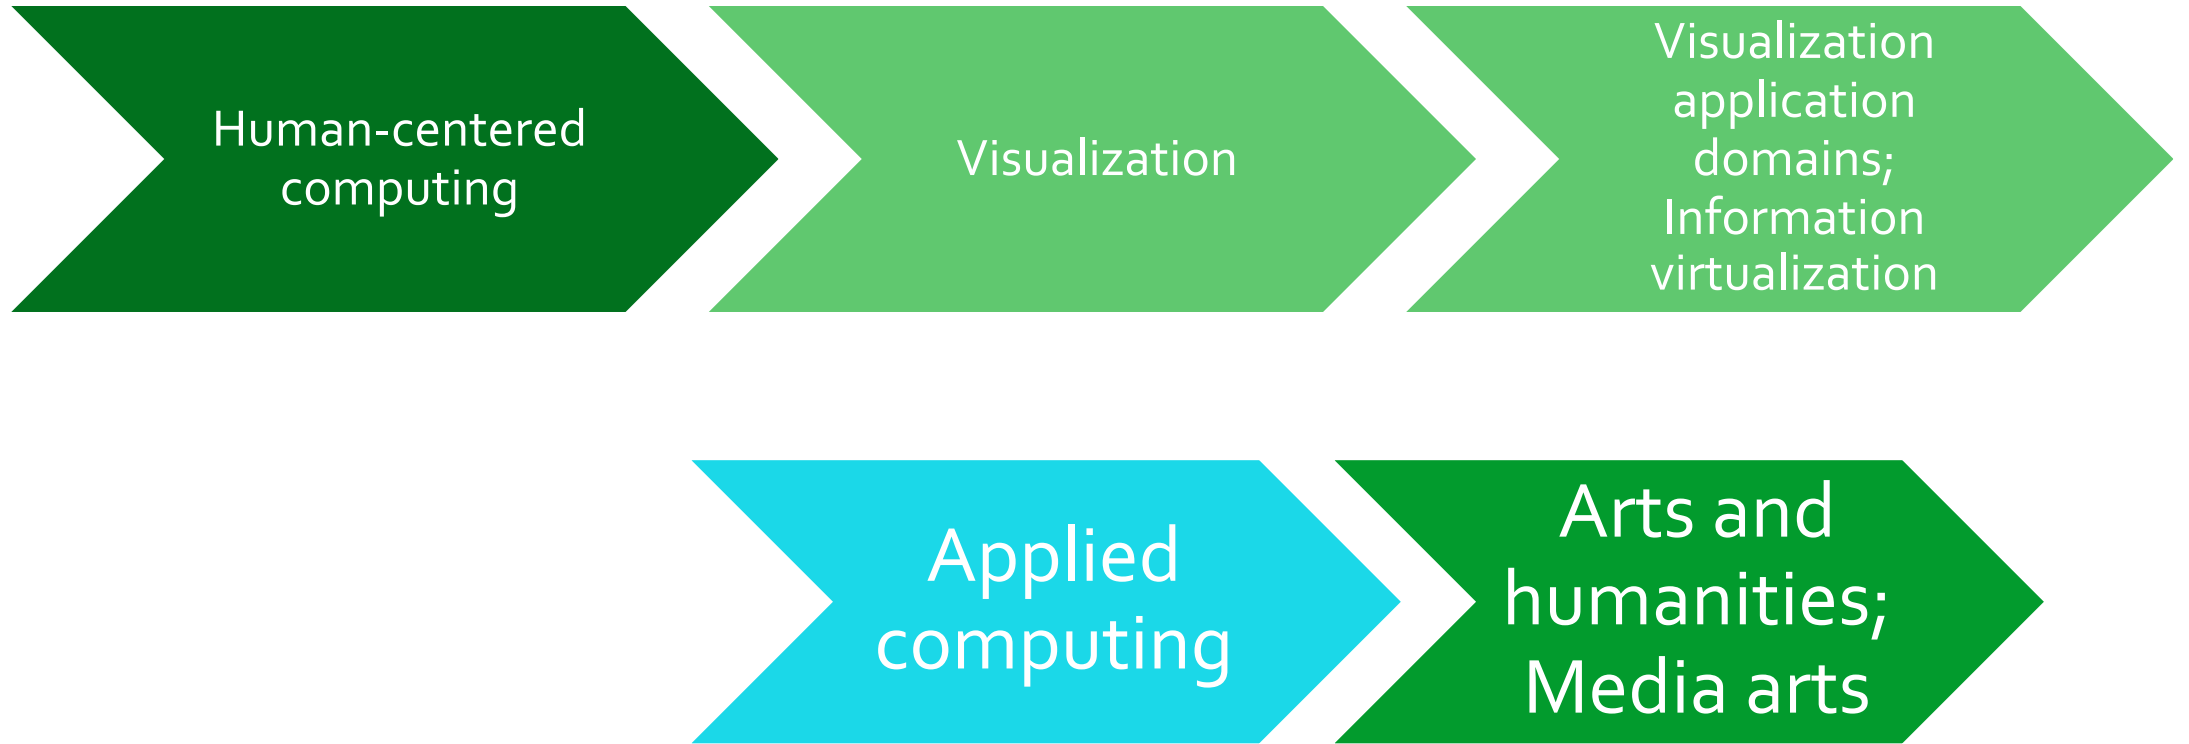 Human-centered
computing
Visualization
Visualization
application
domains;
Information
virtualization
Applied
computing
Arts and
humanities;
Media arts